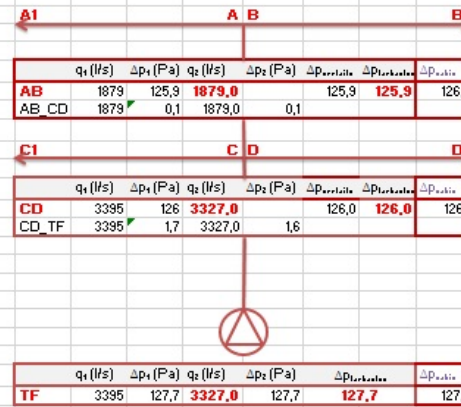 A1 A B B
q₁ (l/s) Δp₁ (Pa) q₂ (l/s) Δp₂ (Pa)
AB 1879 125,9 1879,0 125,9 125,9 126
AB_CD 1879 0,1 1879,0 0,1
C1 C D D
q₁ (l/s) Δp₁ (Pa) q₂ (l/s) Δp₂ (Pa)
CD 3395 126 3327,0 126,0 126,0 126
CD_TF 3395 1,7 3327,0 1,6
q₁ (l/s) Δp₁ (Pa) q₂ (l/s) Δp₂ (Pa)
TF 3395 127,7 3327,0 127,7 127,7 127